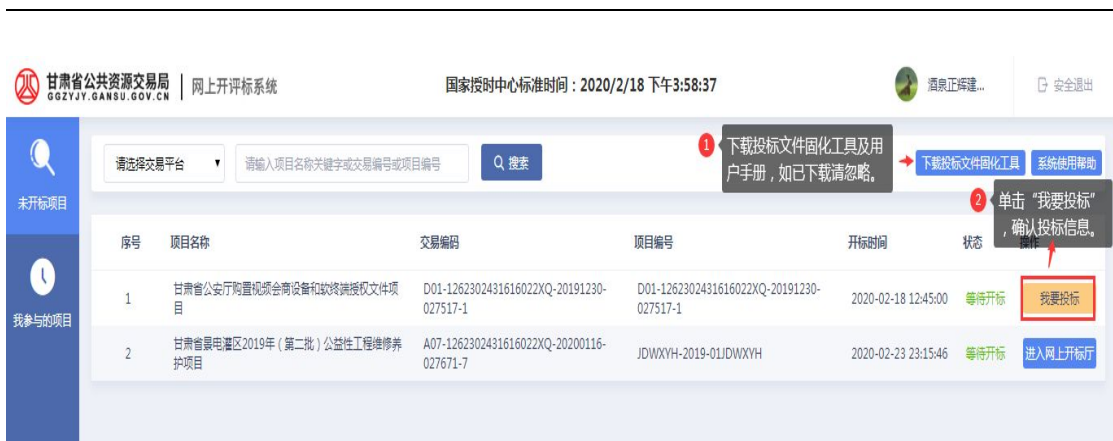 甘肃省公共资源交易局
GGZYJY.GANSU.GOV.CN
网上开评标系统
国家授时中心标准时间：2020/2/18 下午3:58:37
酒泉正辉建...
安全退出
未开标项目
我参与的项目
请选择交易平台
请输入项目名称关键字或交易编号或项目编号
搜索
1
下载投标文件固化工具及用
户手册，如已下载请忽略。
下载投标文件固化工具
系统使用帮助
2
单击“我要投标”
，确认投标信息。
序号 项目名称 交易编码 项目编号 开标时间 状态 操作
1
甘肃省公安厅购置视频会商设备和软终端授权文件项
目
D01-1262302431616022XQ-20191230-
027517-1
D01-1262302431616022XQ-20191230-
027517-1
2020-02-18 12:45:00
等待开标
我要投标
2
甘肃省景电灌区2019年（第二批）公益性工程维修养
护项目
A07-1262302431616022XQ-20200116-
027671-7
JDWXYH-2019-01JDWXYH
2020-02-23 23:15:46
等待开标
进入网上开标厅